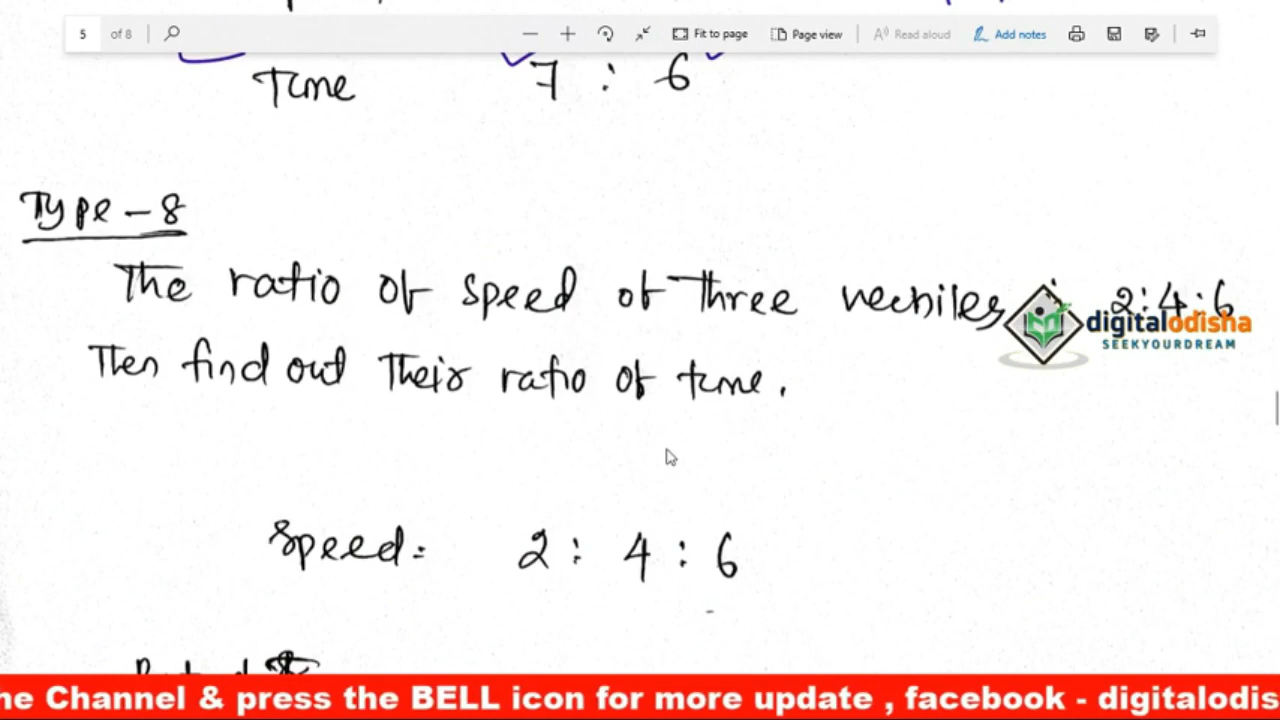 5 of 8 Fit to page Page view Read aloud Add notes
Time 7 : 6
Type - 8
The ratio of speed of Three vechiles 2:4:6
Then find out Their ratio of time.
digitalodisha
SEEKYOURDREAM
Speed = 2 : 4 : 6
ne Channel & press the BELL icon for more update , facebook - digitalodis